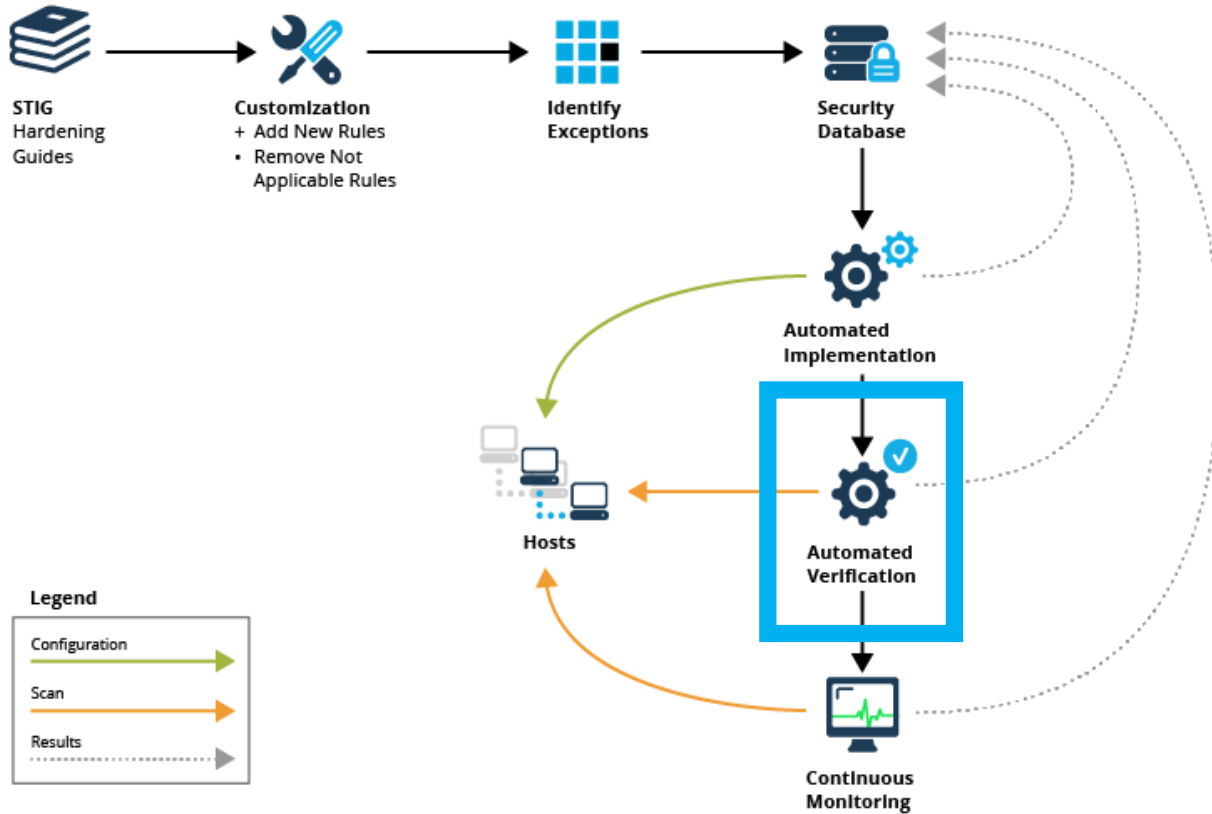 STIG
Hardening
Guides
Customization
+ Add New Rules
• Remove Not
Applicable Rules
Identify
Exceptions
Security
Database
Automated
Implementation
Hosts
Automated
Verification
Legend
Configuration
Scan
Results
Continuous
Monitoring